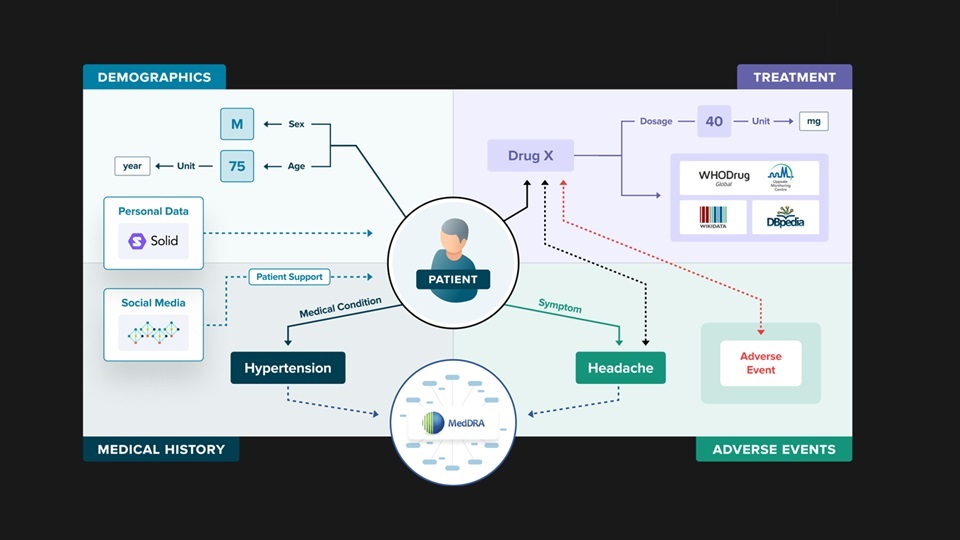 DEMOGRAPHICS
TREATMENT
M
Sex
year
Unit
75
Age
Personal Data
Solid
Social Media
Patient Support
Drug X
Dosage
40
Unit
mg
WHODrug
Global
Uppsala
Monitoring
Centre
WIKIDATA
DBpedia
PATIENT
Medical Condition
Symptom
Hypertension
Headache
Adverse
Event
MedDRA
MEDICAL HISTORY
ADVERSE EVENTS